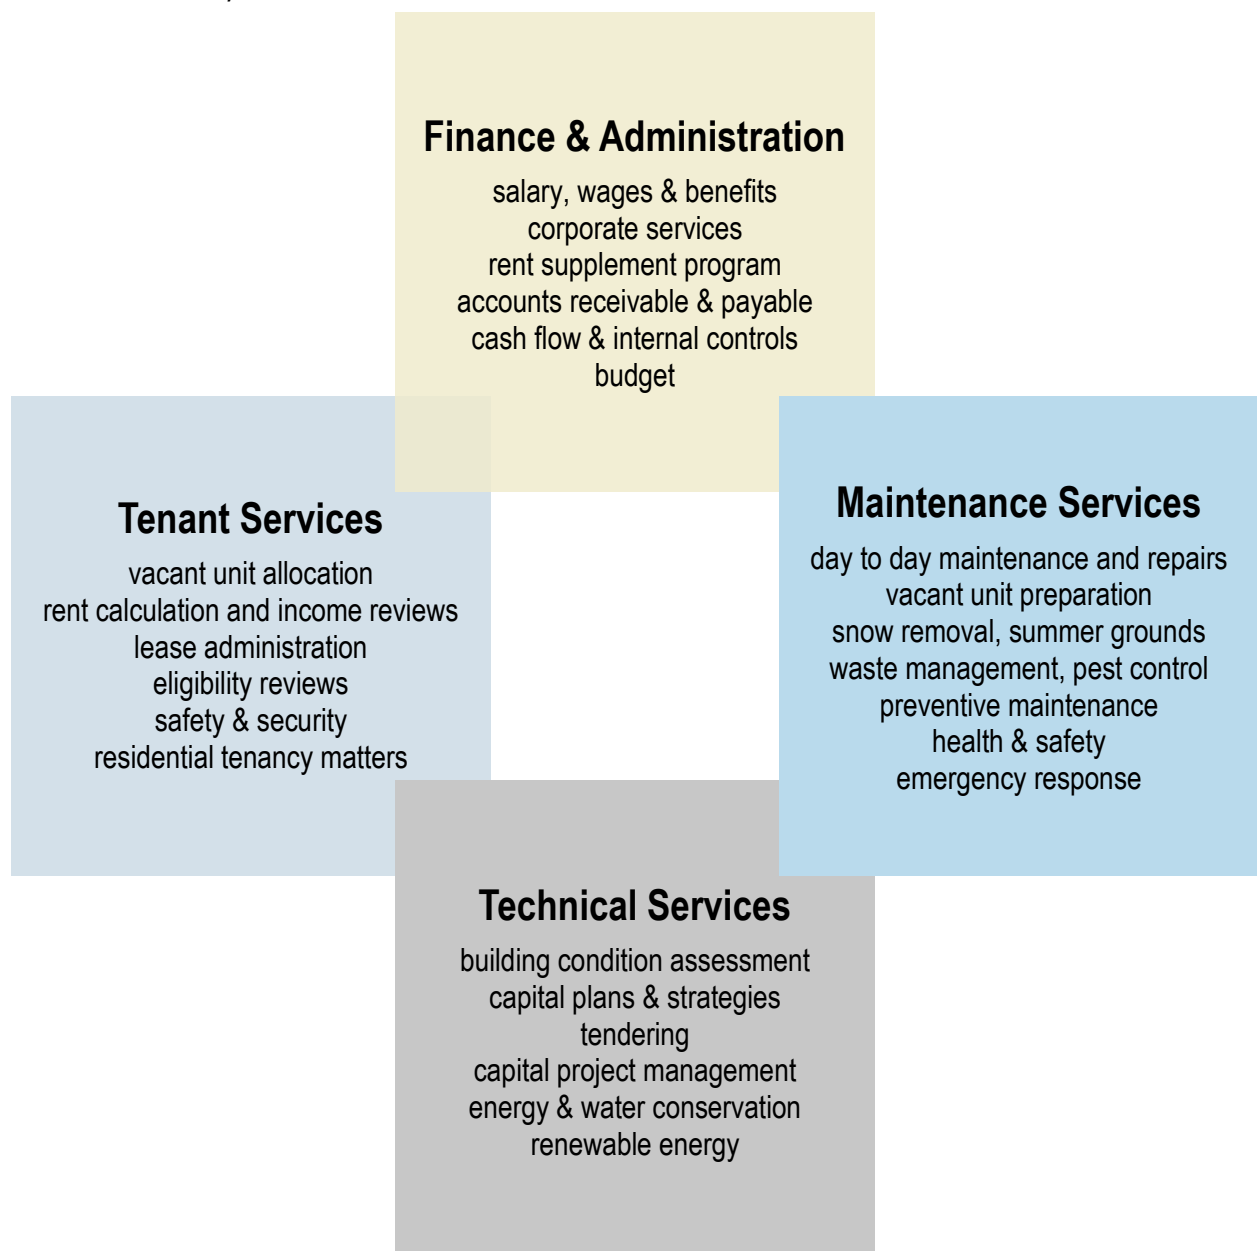 Finance & Administration
salary, wages & benefits
corporate services
rent supplement program
accounts receivable & payable
cash flow & internal controls
budget
Tenant Services
vacant unit allocation
rent calculation and income reviews
lease administration
eligibility reviews
safety & security
residential tenancy matters
Maintenance Services
day to day maintenance and repairs
vacant unit preparation
snow removal, summer grounds
waste management, pest control
preventive maintenance
health & safety
emergency response
Technical Services
building condition assessment
capital plans & strategies
tendering
capital project management
energy & water conservation
renewable energy